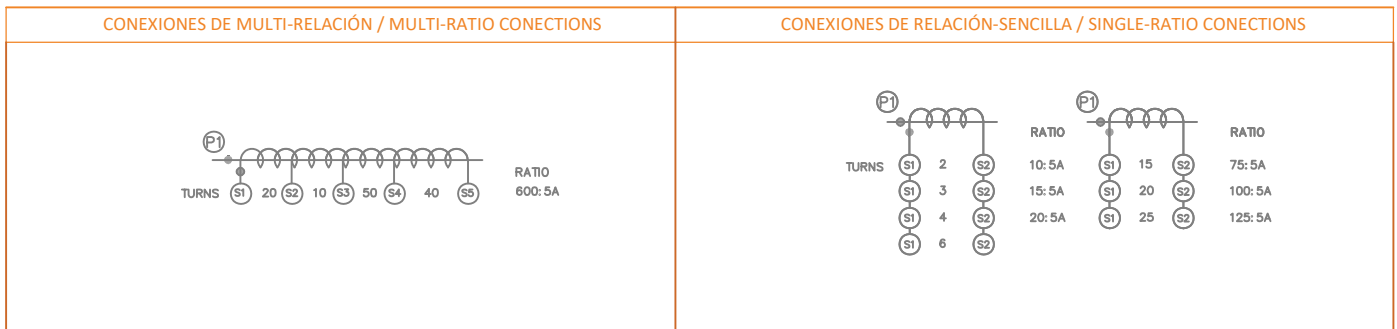 CONEXIONES DE MULTI-RELACIÓN / MULTI-RATIO CONECTIONS
P1
TURNS S1 20 S2 10 S3 50 S4 40 S5
RATIO
600:5A
CONEXIONES DE RELACIÓN-SENCILLA / SINGLE-RATIO CONECTIONS
P1
RATIO
TURNS S1 2 S2 10:5A
S1 3 S2 15:5A
S1 4 S2 20:5A
S1 6 S2
P1
RATIO
S1 15 S2 75:5A
S1 20 S2 100:5A
S1 25 S2 125:5A